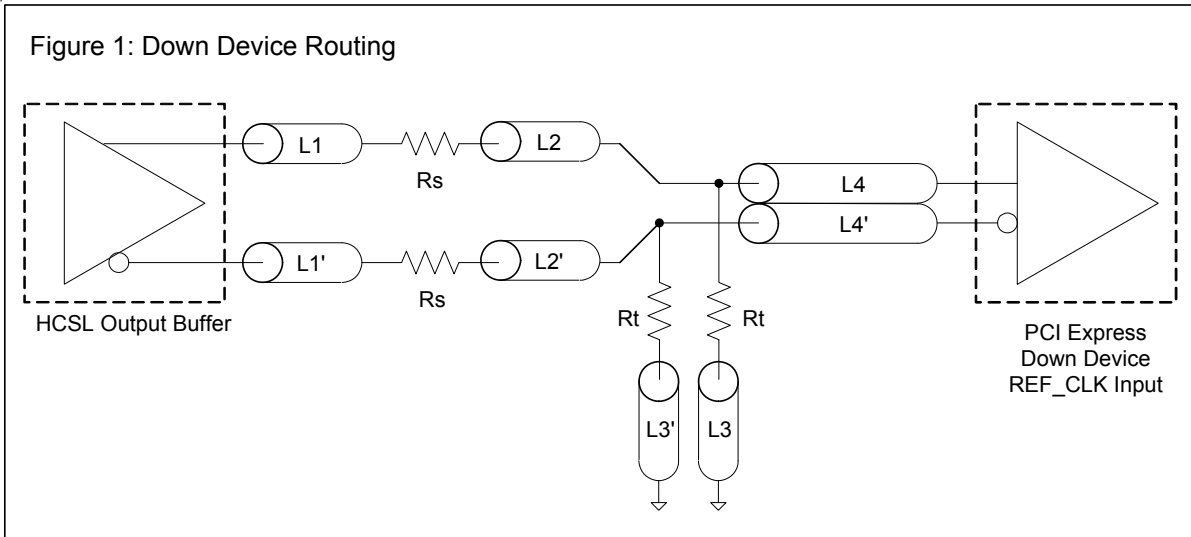 Figure 1: Down Device Routing
L1
Rs
L2
L4
L4'
L1'
Rs
L2'
HCSL Output Buffer
Rt
Rt
PCI Express
Down Device
REF_CLK Input
L3'
L3